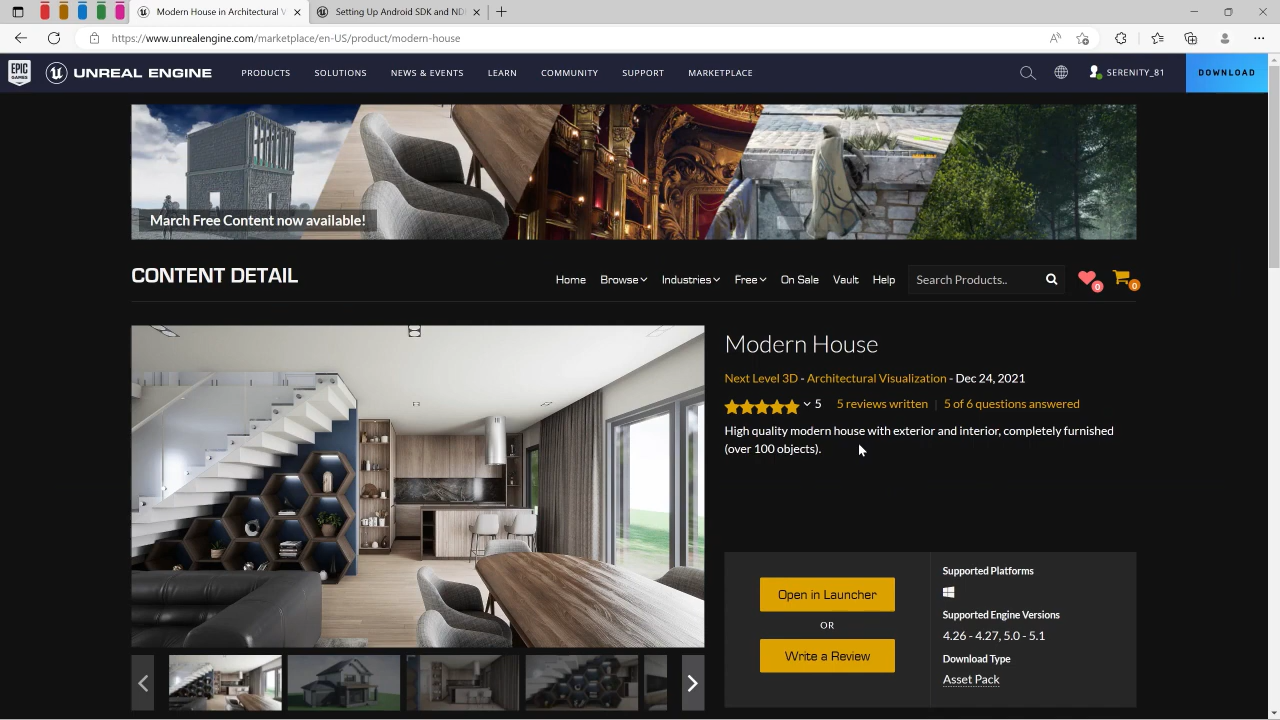 Modern House in Architectural V
Setting Up Android SDK and NDI
https://www.unrealengine.com/marketplace/en-US/product/modern-house
EPIC GAMES
UNREAL ENGINE
PRODUCTS
SOLUTIONS
NEWS & EVENTS
LEARN
COMMUNITY
SUPPORT
MARKETPLACE
SERENITY_81
DOWNLOAD
March Free Content now available!
CONTENT DETAIL
Home
Browse
Industries
Free
On Sale
Vault
Help
Search Products..
0
0
Modern House
Next Level 3D - Architectural Visualization - Dec 24, 2021
5
5 reviews written | 5 of 6 questions answered
High quality modern house with exterior and interior, completely furnished
(over 100 objects).
Open in Launcher
OR
Write a Review
Supported Platforms
Supported Engine Versions
4.26 - 4.27, 5.0 - 5.1
Download Type
Asset Pack